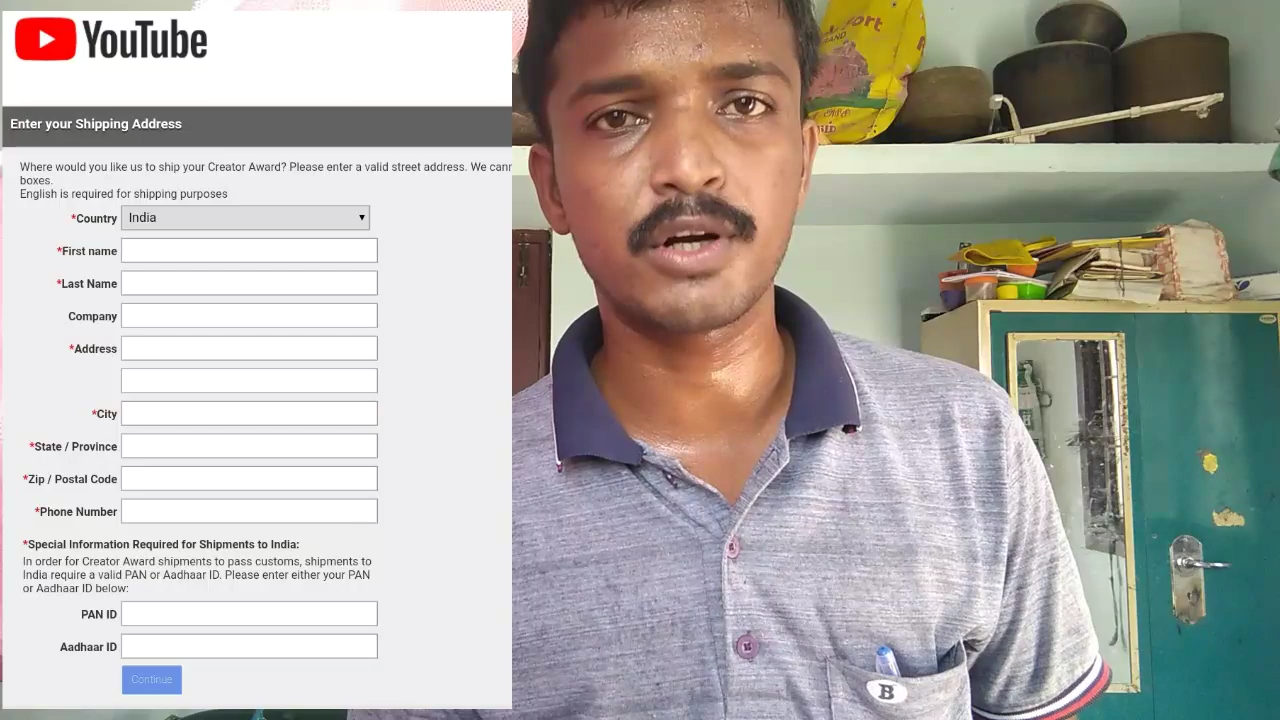 YouTube
Enter your Shipping Address
Where would you like us to ship your Creator Award? Please enter a valid street address. We canr
boxes.
English is required for shipping purposes
*Country India
*First name
*Last Name
Company
*Address
*City
*State / Province
*Zip / Postal Code
*Phone Number
*Special Information Required for Shipments to India:
In order for Creator Award shipments to pass customs, shipments to
India require a valid PAN or Aadhaar ID. Please enter either your PAN
or Aadhaar ID below:
PAN ID
Aadhaar ID
Continue
B